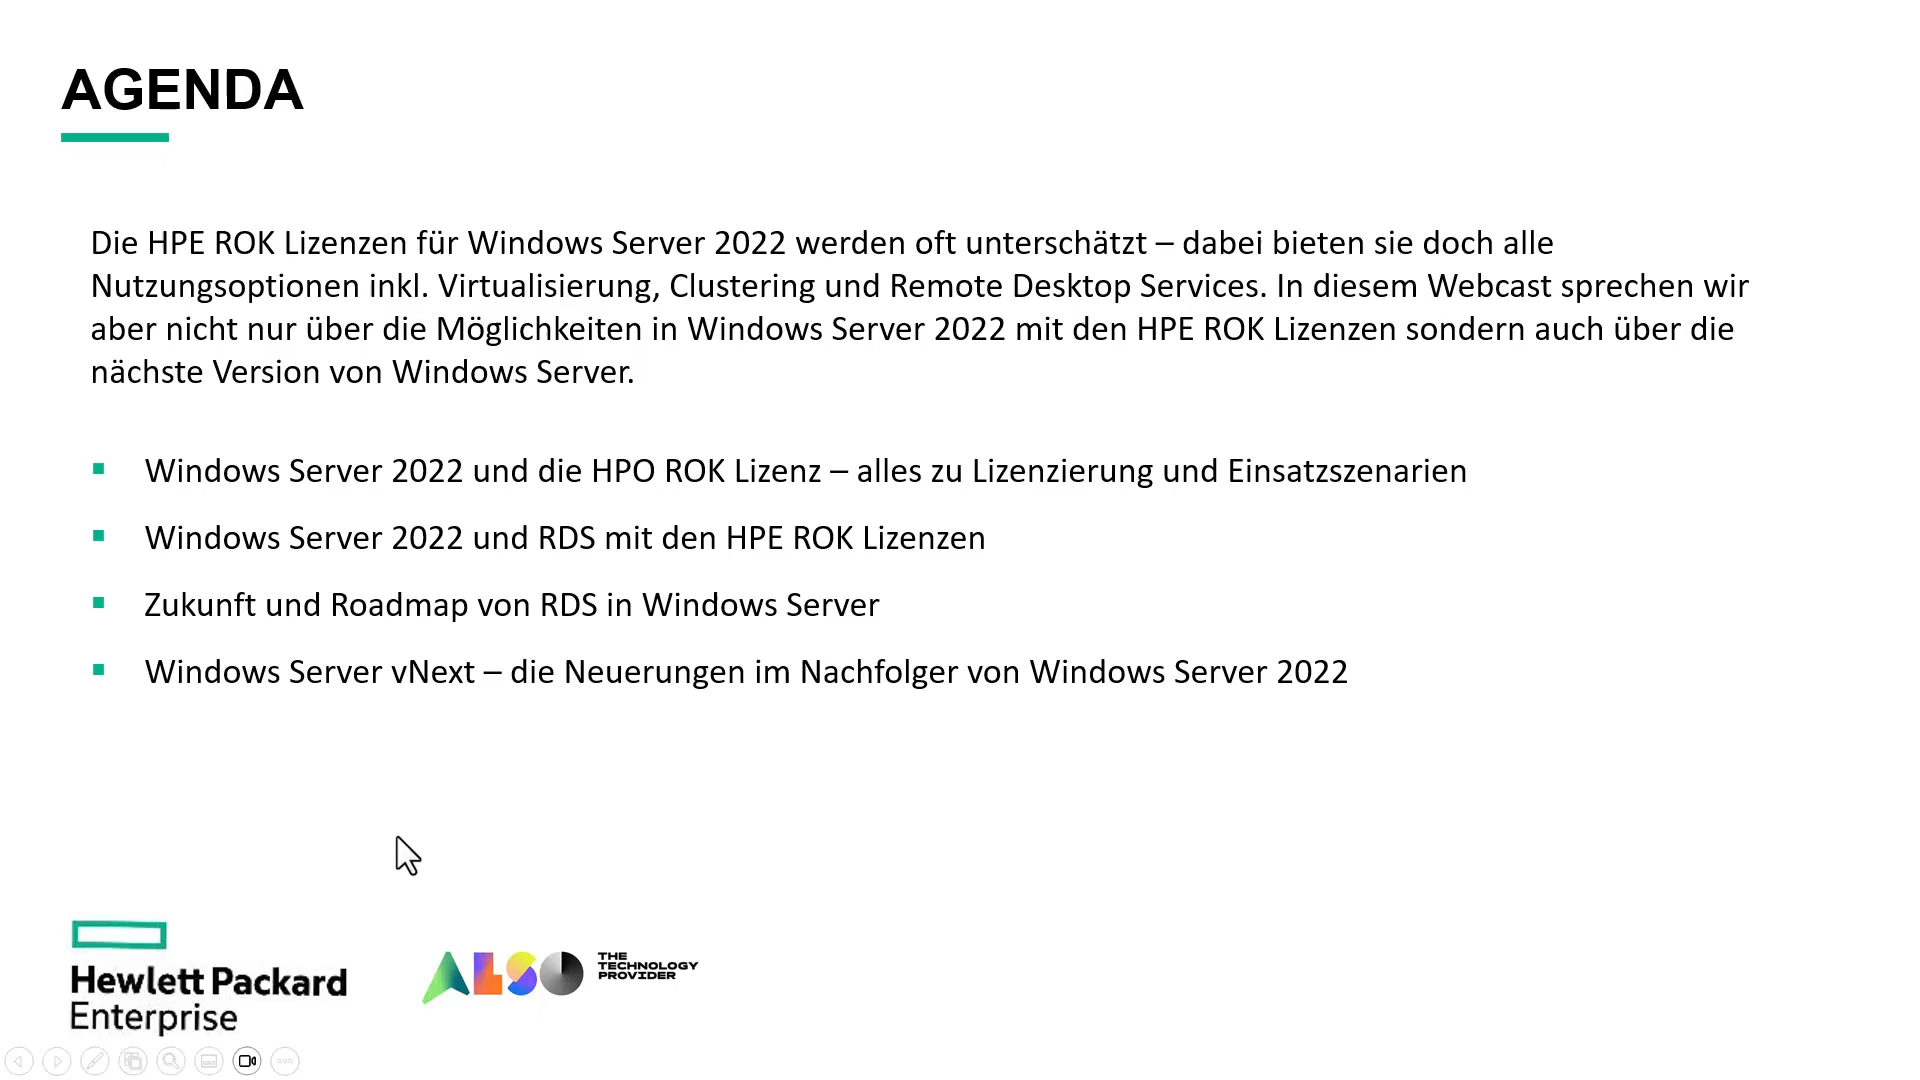 AGENDA
Die HPE ROK Lizenzen für Windows Server 2022 werden oft unterschätzt – dabei bieten sie doch alle
Nutzungsoptionen inkl. Virtualisierung, Clustering und Remote Desktop Services. In diesem Webcast sprechen wir
aber nicht nur über die Möglichkeiten in Windows Server 2022 mit den HPE ROK Lizenzen sondern auch über die
nächste Version von Windows Server.
▪ Windows Server 2022 und die HPO ROK Lizenz – alles zu Lizenzierung und Einsatzszenarien
▪ Windows Server 2022 und RDS mit den HPE ROK Lizenzen
▪ Zukunft und Roadmap von RDS in Windows Server
▪ Windows Server vNext – die Neuerungen im Nachfolger von Windows Server 2022
Hewlett Packard
Enterprise
ALSO
THE
TECHNOLOGY
PROVIDER